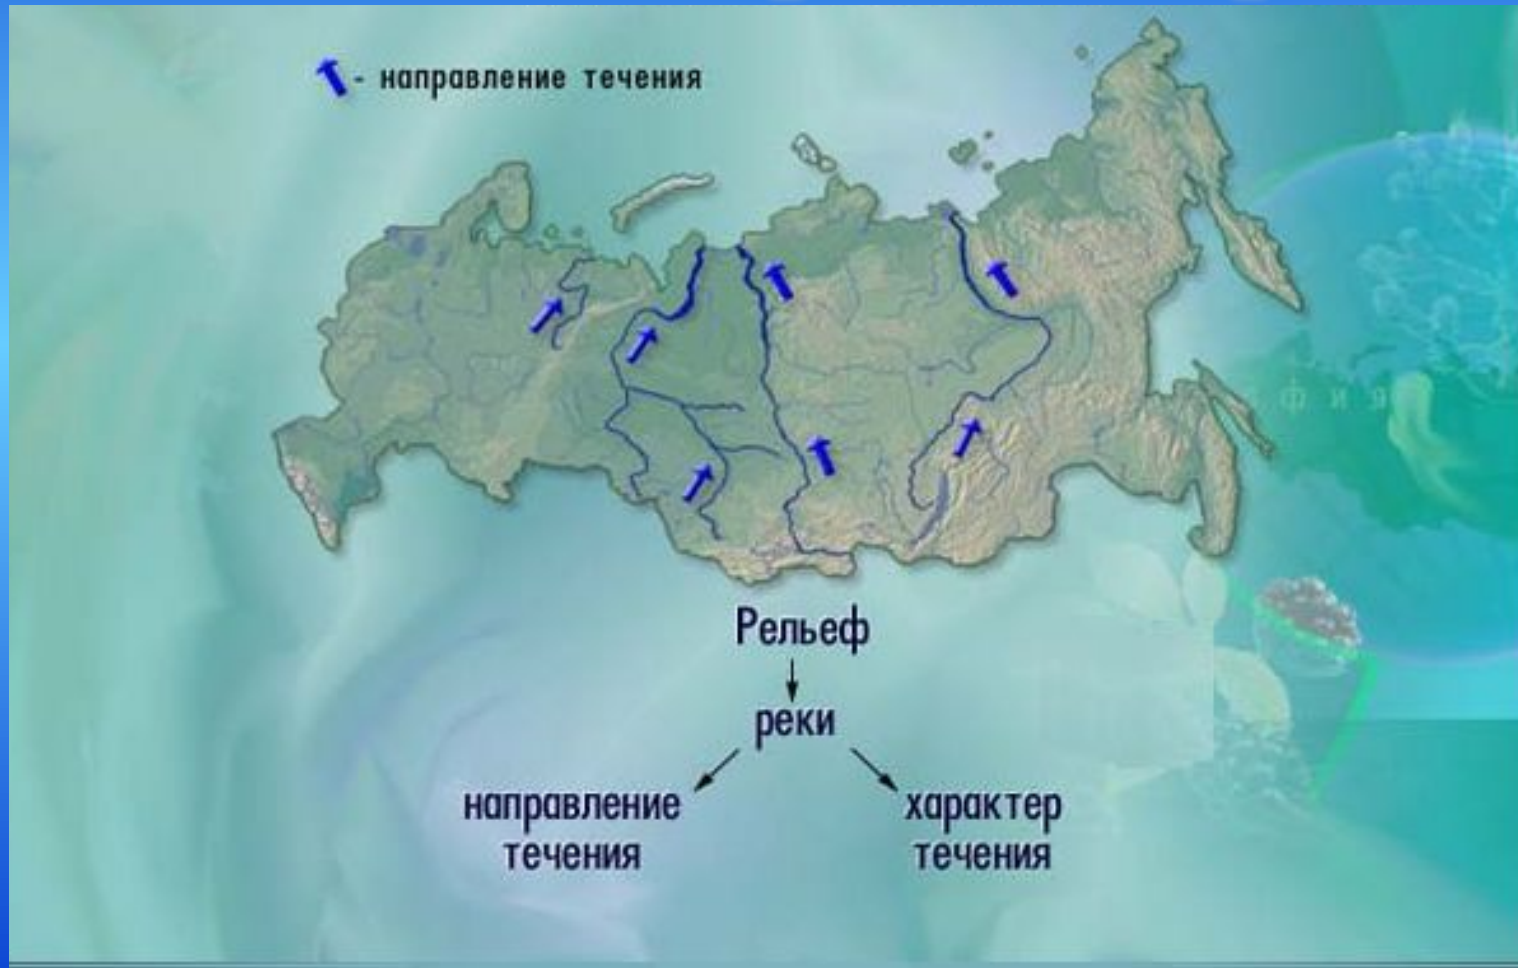 - направление течения
Рельеф
реки
направление
течения
характер
течения